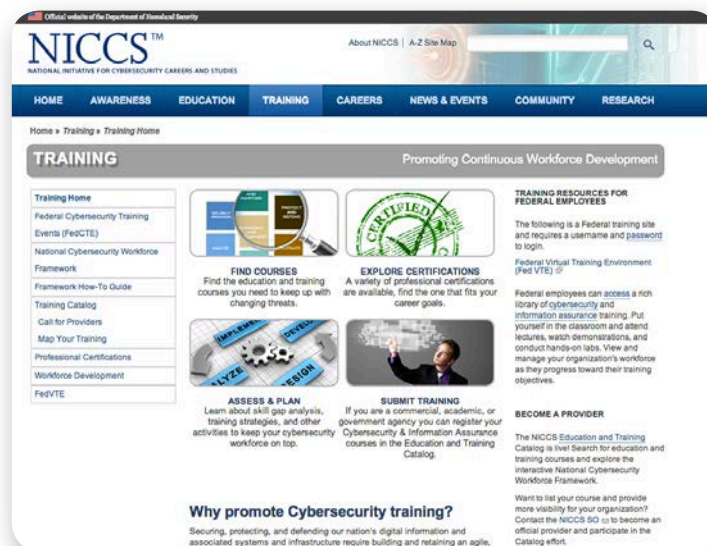 Official website of the Department of Homeland Security
NICCS™
NATIONAL INITIATIVE FOR CYBERSECURITY CAREERS AND STUDIES
About NICCS | A-Z Site Map
HOME AWARENESS EDUCATION TRAINING CAREERS NEWS & EVENTS COMMUNITY RESEARCH
Home » Training » Training Home
TRAINING
Promoting Continuous Workforce Development
Training Home
Federal Cybersecurity Training
Events (FedCTE)
National Cybersecurity Workforce
Framework
Framework How-To Guide
Training Catalog
Call for Providers
Map Your Training
Professional Certifications
Workforce Development
FedVTE
PROTECT
AND
DEFEND
FIND COURSES
Find the education and training
courses you need to keep up with
changing threats.
CERTIFIED
EXPLORE CERTIFICATIONS
A variety of professional certifications
are available, find the one that fits your
career goals.
IMPLEMENT
DEVELOP
ANALYZE
DESIGN
ASSESS & PLAN
Learn about skill gap analysis,
training strategies, and other
activities to keep your cybersecurity
workforce on top.
SUBMIT TRAINING
If you are a commercial, academic, or
government agency you can register your
Cybersecurity & Information Assurance
courses in the Education and Training
Catalog.
Why promote Cybersecurity training?
Securing, protecting, and defending our nation's digital information and
associated systems and infrastructure require building and retaining an agile,
TRAINING RESOURCES FOR
FEDERAL EMPLOYEES
The following is a Federal training site
and requires a username and password
to login.
Federal Virtual Training Environment
(Fed VTE)
Federal employees can access a rich
library of cybersecurity and
information assurance training. Put
yourself in the classroom and attend
lectures, watch demonstrations, and
conduct hands-on labs. View and
manage your organization's workforce
as they progress toward their training
objectives.
BECOME A PROVIDER
The NICCS Education and Training
Catalog is live! Search for education and
training courses and explore the
interactive National Cybersecurity
Workforce Framework.
Want to list your course and provide
more visibility for your organization?
Contact the NICCS SO to become an
official provider and participate in the
Catalog effort.